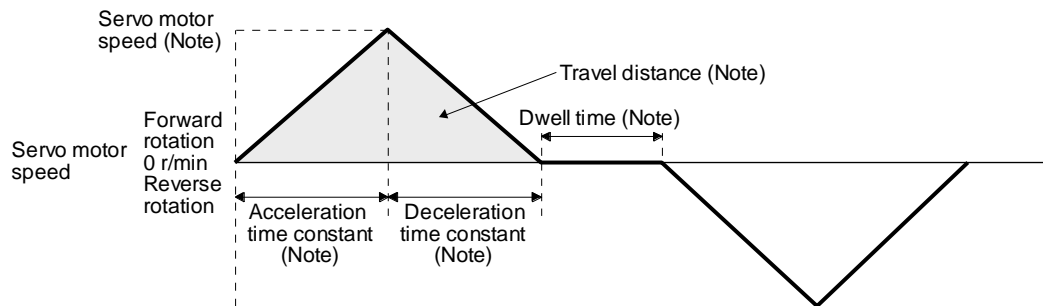 Servo motor
speed (Note)
Travel distance (Note)
Dwell time (Note)
Servo motor
speed
Forward
rotation
0 r/min
Reverse
rotation
Acceleration
time constant
(Note)
Deceleration
time constant
(Note)